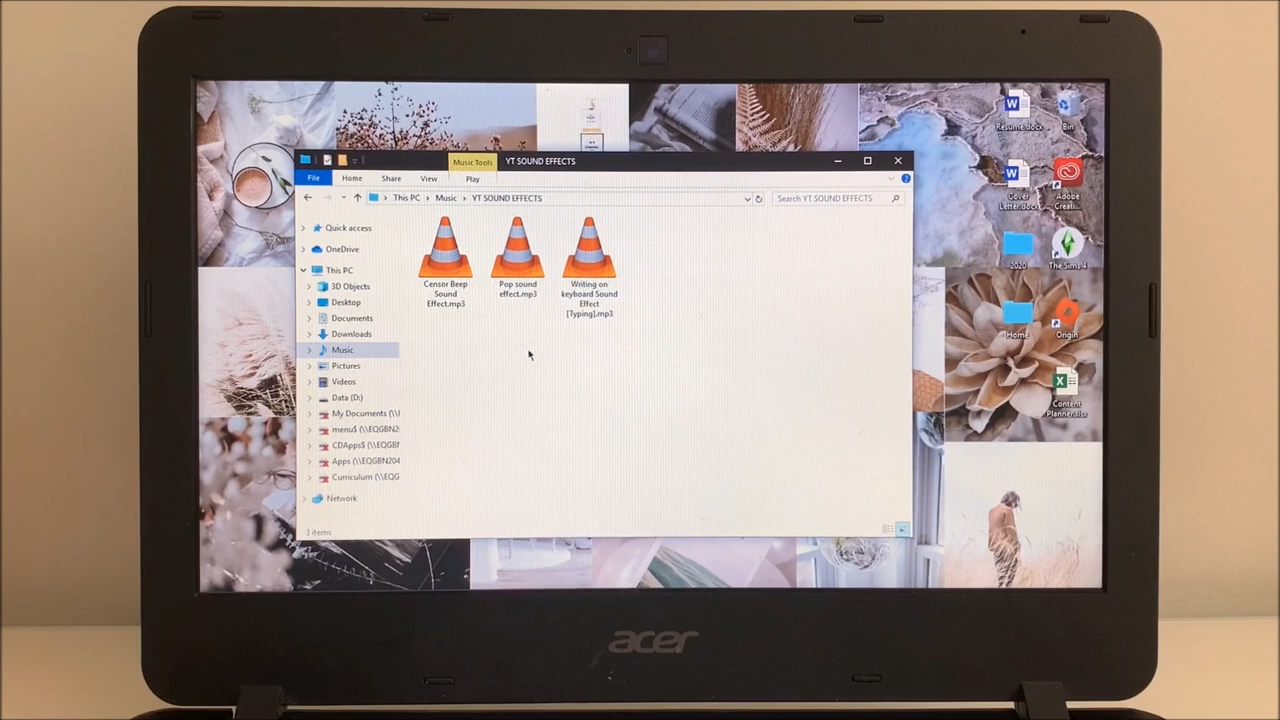 Music Tools
YT SOUND EFFECTS
File
Home
Share
View
Play
This PC
Music
YT SOUND EFFECTS
Search YT SOUND EFFECTS
Quick access
OneDrive
This PC
3D Objects
Desktop
Documents
Downloads
Music
Pictures
Videos
Data (D:)
My Documents (\\
menu$ (\\EQGBN2
CDApps$ (\\EQGBN
Apps (\\EQGBN204
Curriculum (\\EQG
Network
3 items
Censor Beep
Sound
Effect.mp3
Pop sound
effect.mp3
Writing on
keyboard Sound
Effect
[Typing].mp3
Resume.docx
Bin
Cover
Letter.docx
Adobe
Creati...
2020
The Sims 4
Home
Origin
Content
Planner.xlsx
acer